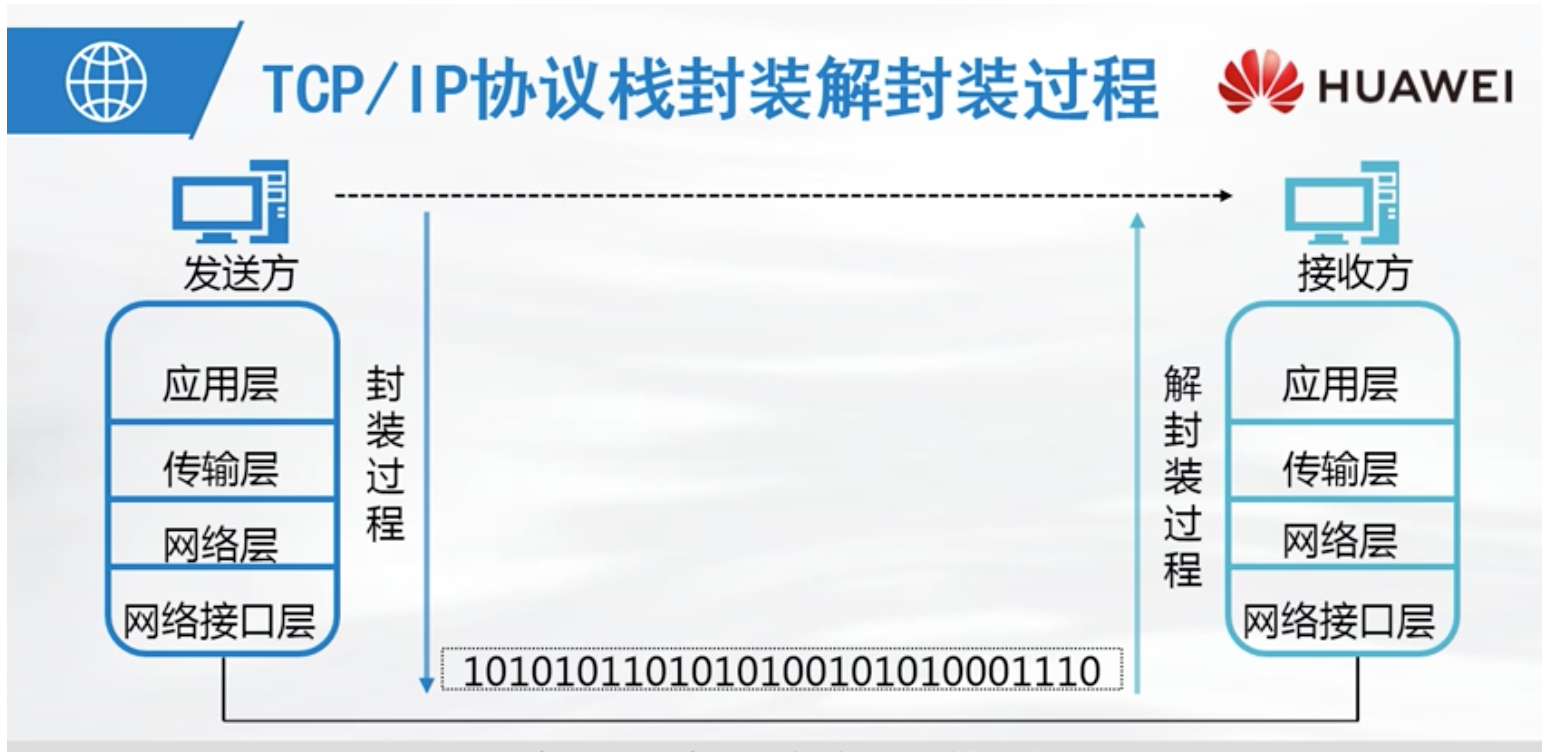 TCP/IP协议栈封装解封装过程
HUAWEI
发送方
接收方
应用层
传输层
网络层
网络接口层
封装过程
解封装过程
应用层
传输层
网络层
网络接口层
1010101101010100101010001110